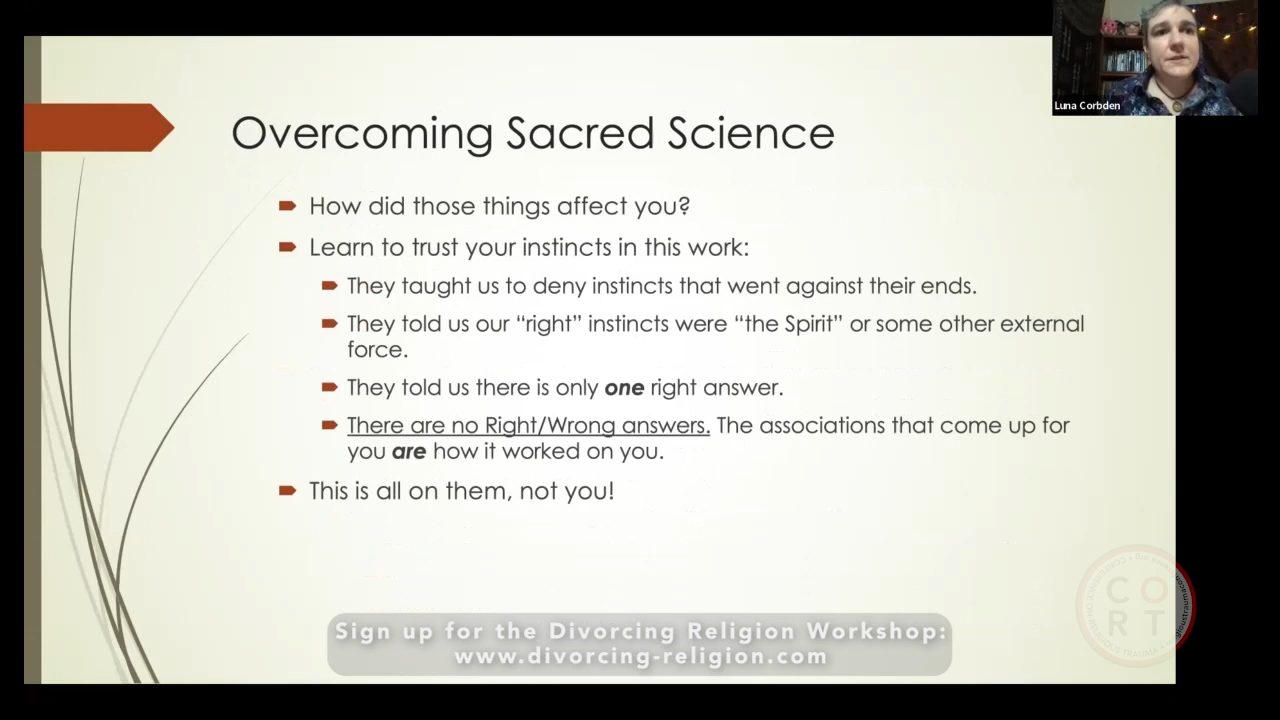 Luna Corbden
Overcoming Sacred Science
How did those things affect you?
Learn to trust your instincts in this work:
They taught us to deny instincts that went against their ends.
They told us our “right” instincts were “the Spirit” or some other external
force.
They told us there is only one right answer.
There are no Right/Wrong answers. The associations that come up for
you are how it worked on you.
This is all on them, not you!
CO
RT
Sign up for the Divorcing Religion Workshop:
www.divorcing-religion.com